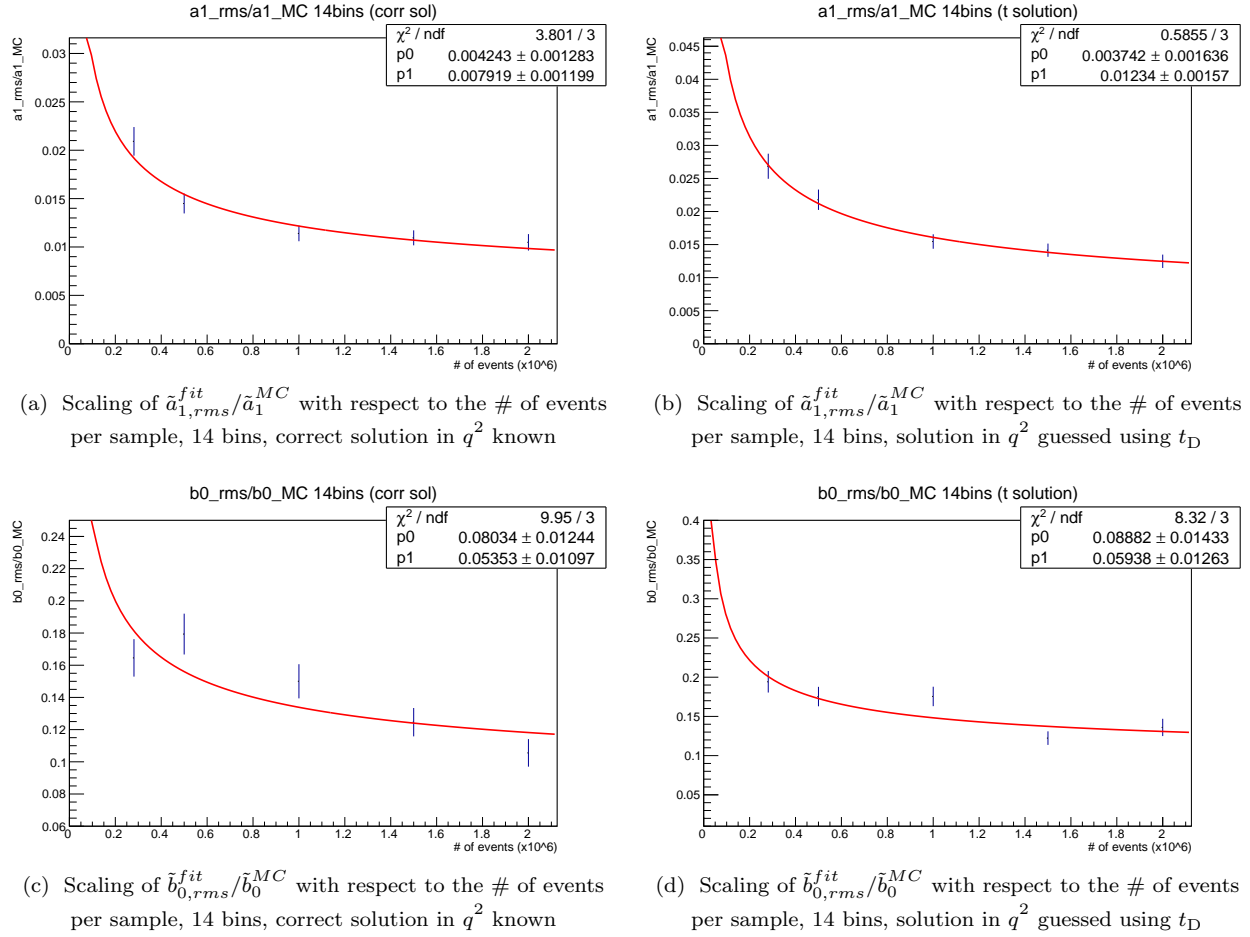 a1_rms/a1_MC 14bins (corr sol)
χ² / ndf 3.801 / 3
p0 0.004243 ± 0.001283
p1 0.007919 ± 0.001199
a1_rms/a1_MC
0.03
0.025
0.02
0.015
0.01
0.005
0
0 0.2 0.4 0.6 0.8 1 1.2 1.4 1.6 1.8 2
# of events (x10^6)
(a) Scaling of ã_{1,rms}^{fit}/ã_1^{MC} with respect to the # of events
per sample, 14 bins, correct solution in q² known
a1_rms/a1_MC 14bins (t solution)
χ² / ndf 0.5855 / 3
p0 0.003742 ± 0.001636
p1 0.01234 ± 0.00157
a1_rms/a1_MC
0.045
0.04
0.035
0.03
0.025
0.02
0.015
0.01
0.005
0
0 0.2 0.4 0.6 0.8 1 1.2 1.4 1.6 1.8 2
# of events (x10^6)
(b) Scaling of ã_{1,rms}^{fit}/ã_1^{MC} with respect to the # of events
per sample, 14 bins, solution in q² guessed using t_D
b0_rms/b0_MC 14bins (corr sol)
χ² / ndf 9.95 / 3
p0 0.08034 ± 0.01244
p1 0.05353 ± 0.01097
b0_rms/b0_MC
0.24
0.22
0.2
0.18
0.16
0.14
0.12
0.1
0.08
0.06
0 0.2 0.4 0.6 0.8 1 1.2 1.4 1.6 1.8 2
# of events (x10^6)
(c) Scaling of b̃_{0,rms}^{fit}/b̃_0^{MC} with respect to the # of events
per sample, 14 bins, correct solution in q² known
b0_rms/b0_MC 14bins (t solution)
χ² / ndf 8.32 / 3
p0 0.08882 ± 0.01433
p1 0.05938 ± 0.01263
b0_rms/b0_MC
0.4
0.35
0.3
0.25
0.2
0.15
0.1
0.05
0 0.2 0.4 0.6 0.8 1 1.2 1.4 1.6 1.8 2
# of events (x10^6)
(d) Scaling of b̃_{0,rms}^{fit}/b̃_0^{MC} with respect to the # of events
per sample, 14 bins, solution in q² guessed using t_D